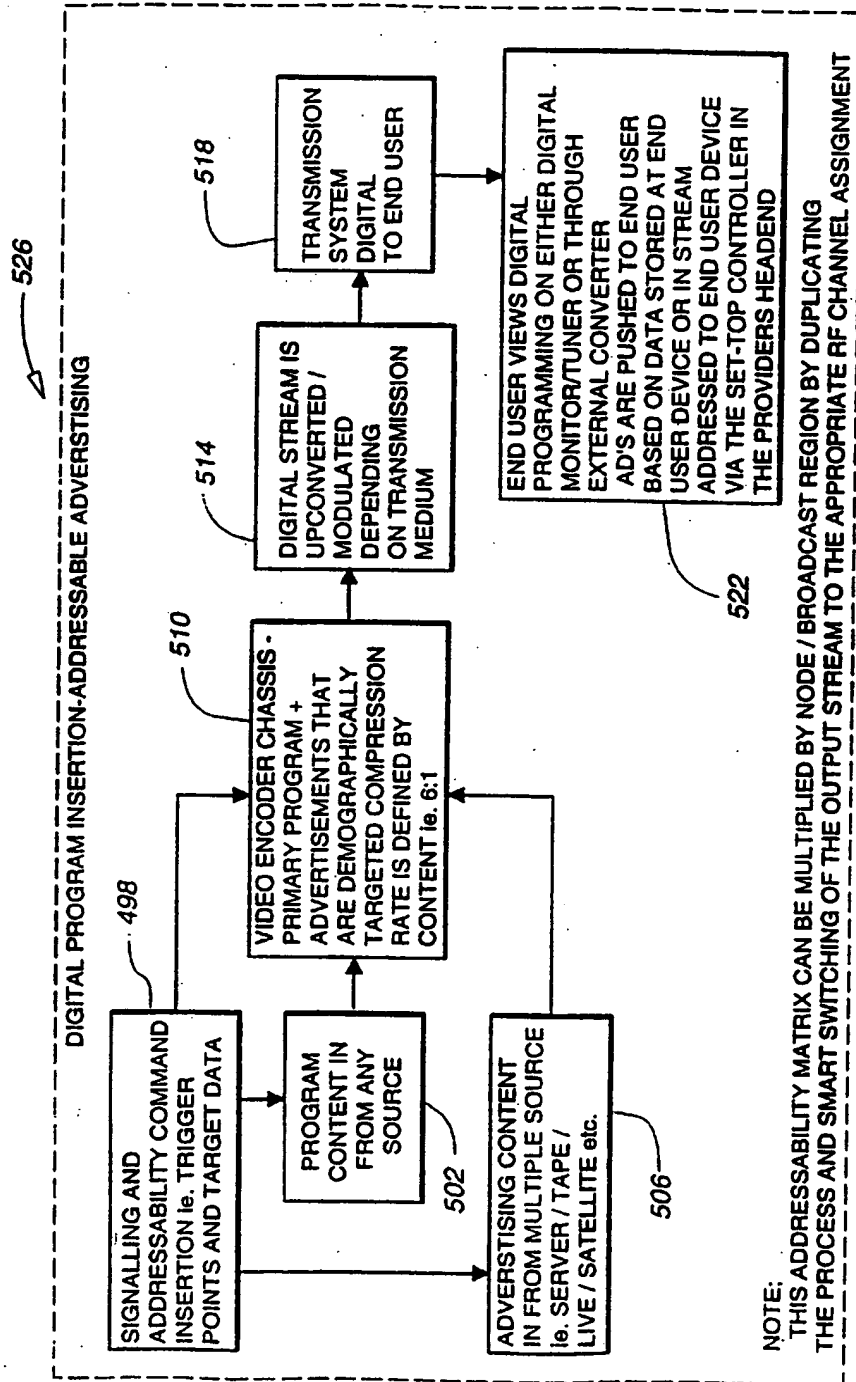 526
DIGITAL PROGRAM INSERTION-ADDRESSABLE ADVERSTISING
498
SIGNALLING AND
ADDRESSABILITY COMMAND
INSERTION ie. TRIGGER
POINTS AND TARGET DATA
PROGRAM
CONTENT IN
FROM ANY
SOURCE
502
ADVERSTISING CONTENT
IN FROM MULTIPLE SOURCE
ie. SERVER / TAPE /
LIVE / SATELLITE etc.
506
510
VIDEO ENCODER CHASSIS -
PRIMARY PROGRAM +
ADVERTISEMENTS THAT
ARE DEMOGRAPHICALLY
TARGETED COMPRESSION
RATE IS DEFINED BY
CONTENT ie. 6:1
514
DIGITAL STREAM IS
UPCONVERTED /
MODULATED
DEPENDING
ON TRANSMISSION
MEDIUM
518
TRANSMISSION
SYSTEM
DIGITAL
TO END USER
END USER VIEWS DIGITAL
PROGRAMMING ON EITHER DIGITAL
MONITOR/TUNER OR THROUGH
EXTERNAL CONVERTER
AD'S ARE PUSHED TO END USER
BASED ON DATA STORED AT END
USER DEVICE OR IN STREAM
ADDRESSED TO END USER DEVICE
VIA THE SET-TOP CONTROLLER IN
THE PROVIDERS HEADEND
522
NOTE:
THIS ADDRESSABILITY MATRIX CAN BE MULTIPLIED BY NODE / BROADCAST REGION BY DUPLICATING
THE PROCESS AND SMART SWITCHING OF THE OUTPUT STREAM TO THE APPROPRIATE RF CHANNEL ASSIGNMENT